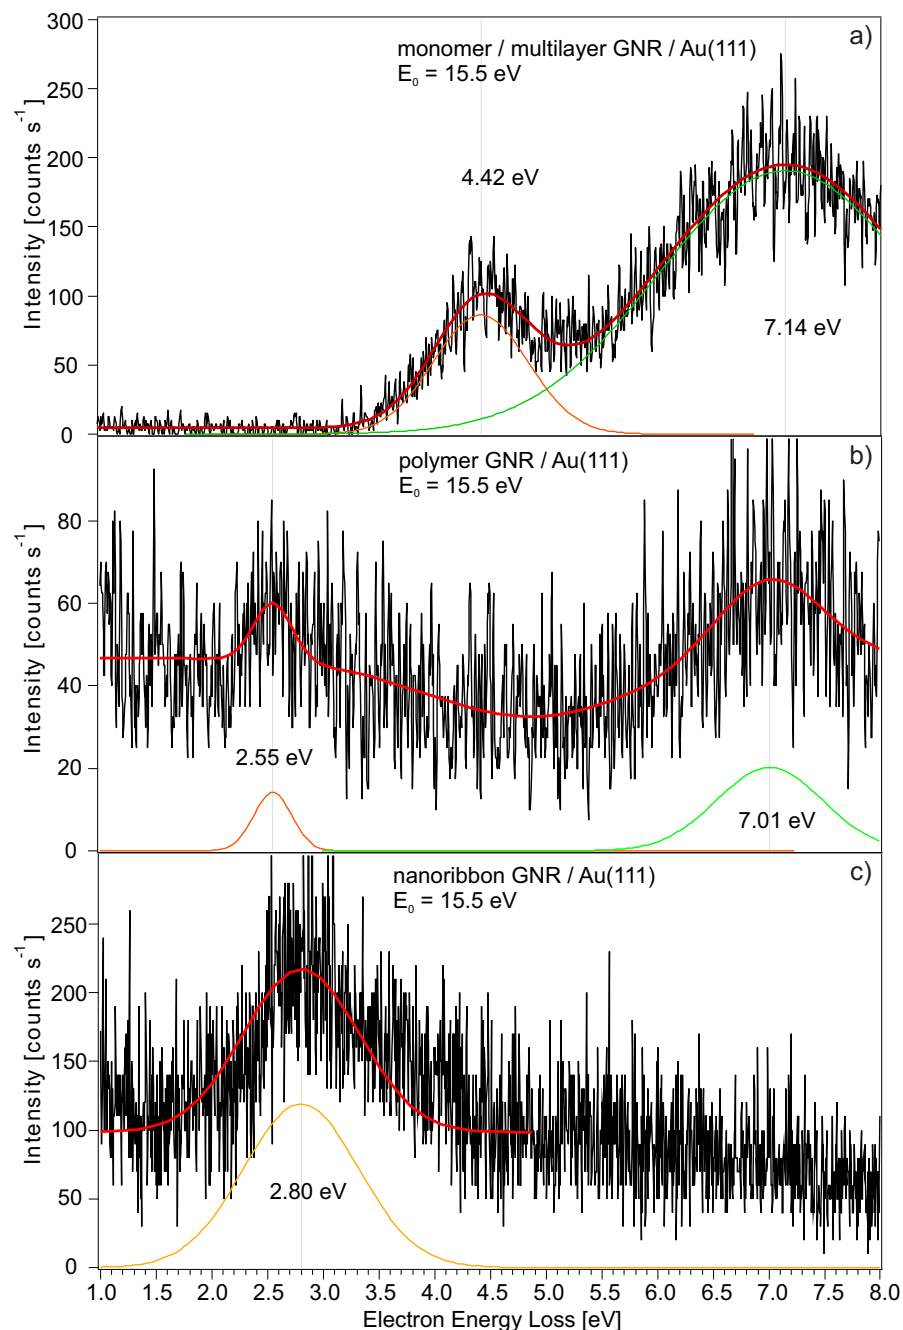 a)
monomer / multilayer GNR / Au(111)
E₀ = 15.5 eV
4.42 eV
7.14 eV
300
250
200
150
100
50
0
Intensity [counts s⁻¹]
b)
polymer GNR / Au(111)
E₀ = 15.5 eV
2.55 eV
7.01 eV
80
60
40
20
0
Intensity [counts s⁻¹]
c)
nanoribbon GNR / Au(111)
E₀ = 15.5 eV
2.80 eV
250
200
150
100
50
0
Intensity [counts s⁻¹]
1.0 1.5 2.0 2.5 3.0 3.5 4.0 4.5 5.0 5.5 6.0 6.5 7.0 7.5 8.0
Electron Energy Loss [eV]